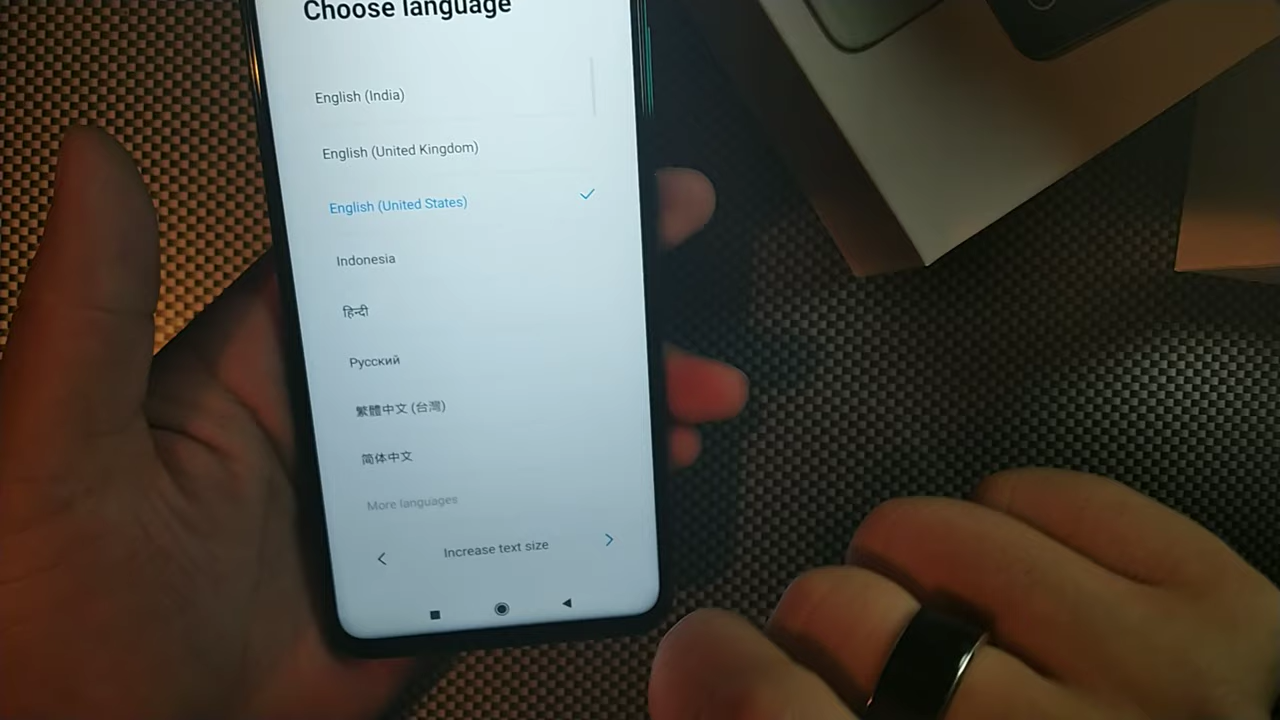 Choose language
English (India)
English (United Kingdom)
English (United States)
Indonesia
हिन्दी
Русский
繁體中文 (台灣)
简体中文
More languages
Increase text size